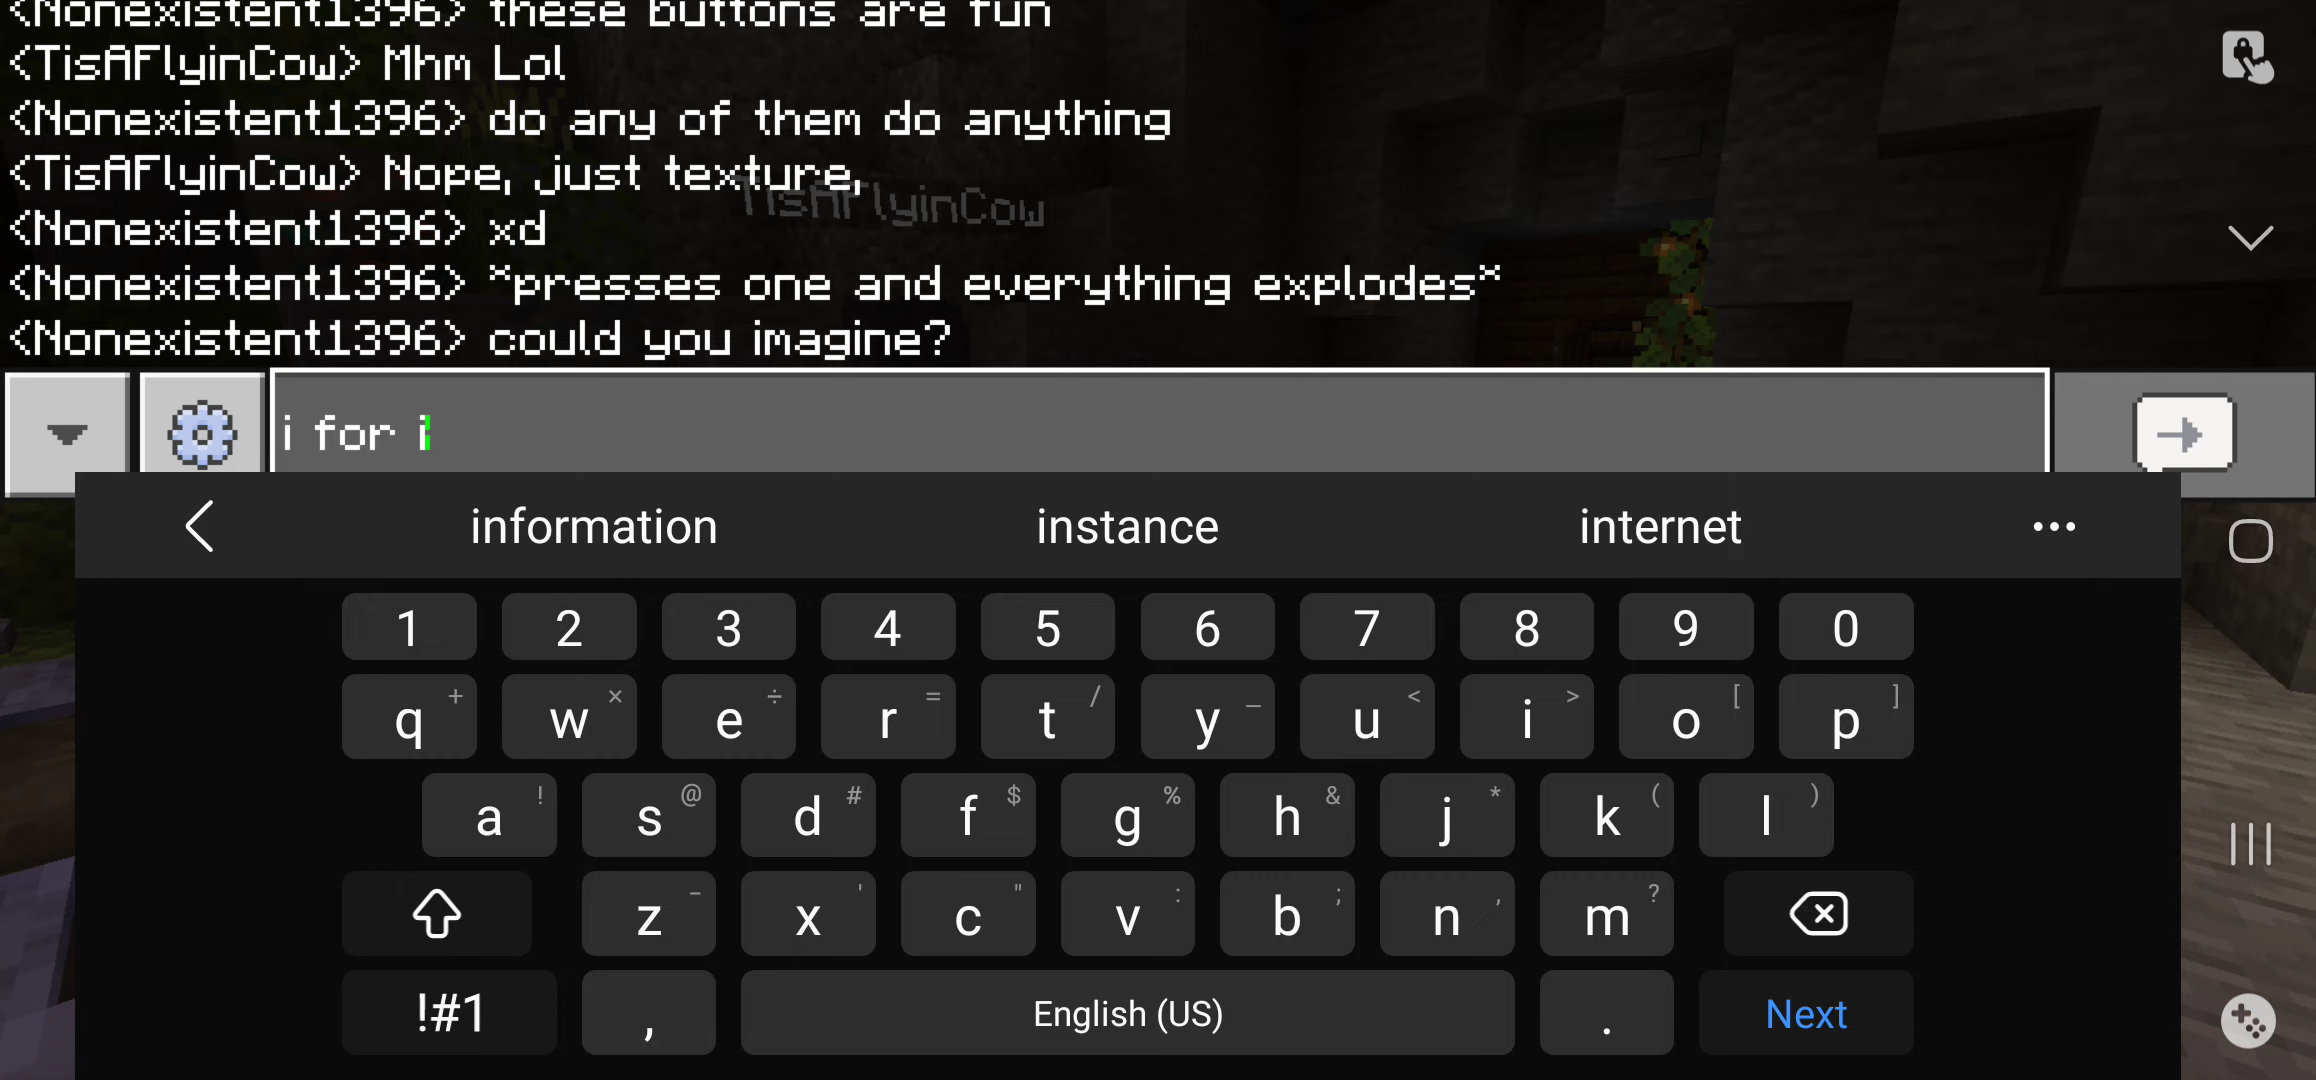 <Nonexistent1396> these buttons are fun
<TisAFlyinCow> Mhm Lol
<Nonexistent1396> do any of them do anything
<TisAFlyinCow> Nope, just texture,
TisAFlyinCow
<Nonexistent1396> xd
<Nonexistent1396> *presses one and everything explodes*
<Nonexistent1396> could you imagine?
i for i
information instance internet ...
1 2 3 4 5 6 7 8 9 0
q + w × e ÷ r = t / y _ u < i > o [ p ]
a ! s @ d # f $ g % h & j * k ( l )
z - x ' c " v : b ; n , m ?
!#1 , English (US) . Next